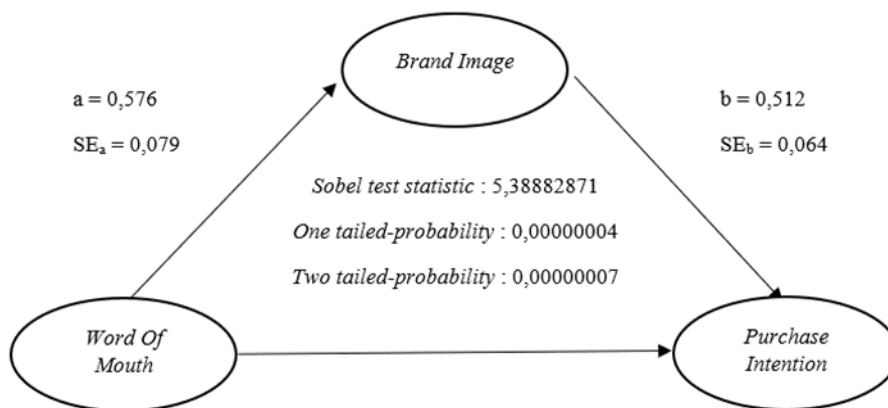 Brand Image
a = 0,576
SEₐ = 0,079
b = 0,512
SE_b = 0,064
Sobel test statistic : 5,38882871
One tailed-probability : 0,00000004
Two tailed-probability : 0,00000007
Word Of
Mouth
Purchase
Intention